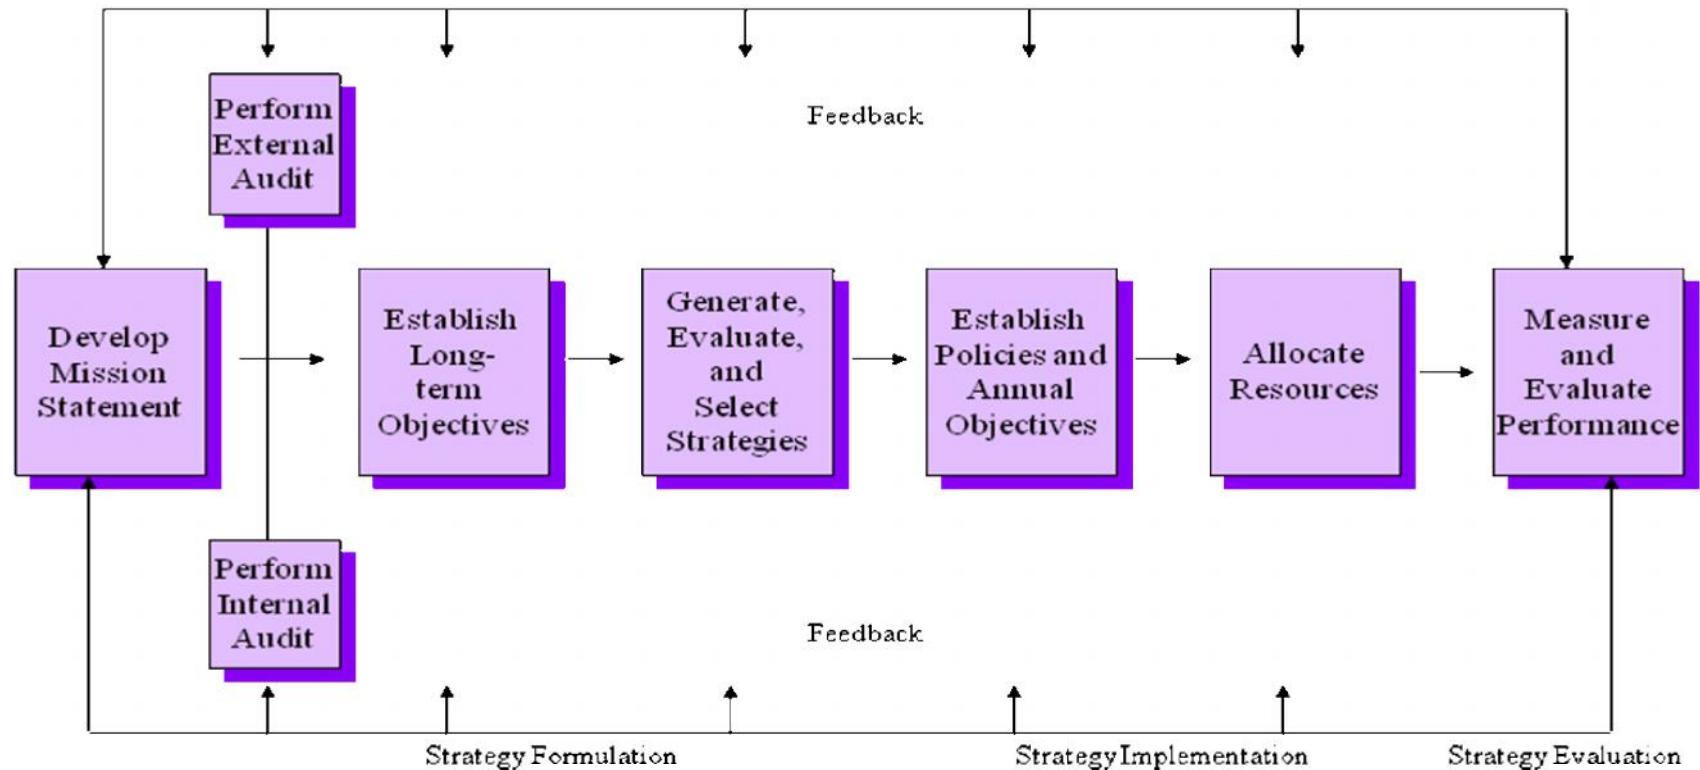 Perform
External
Audit
Feedback
Develop
Mission
Statement
Establish
Long-
term
Objectives
Generate,
Evaluate,
and
Select
Strategies
Establish
Policies and
Annual
Objectives
Allocate
Resources
Measure
and
Evaluate
Performance
Perform
Internal
Audit
Feedback
Strategy Formulation
Strategy Implementation
Strategy Evaluation